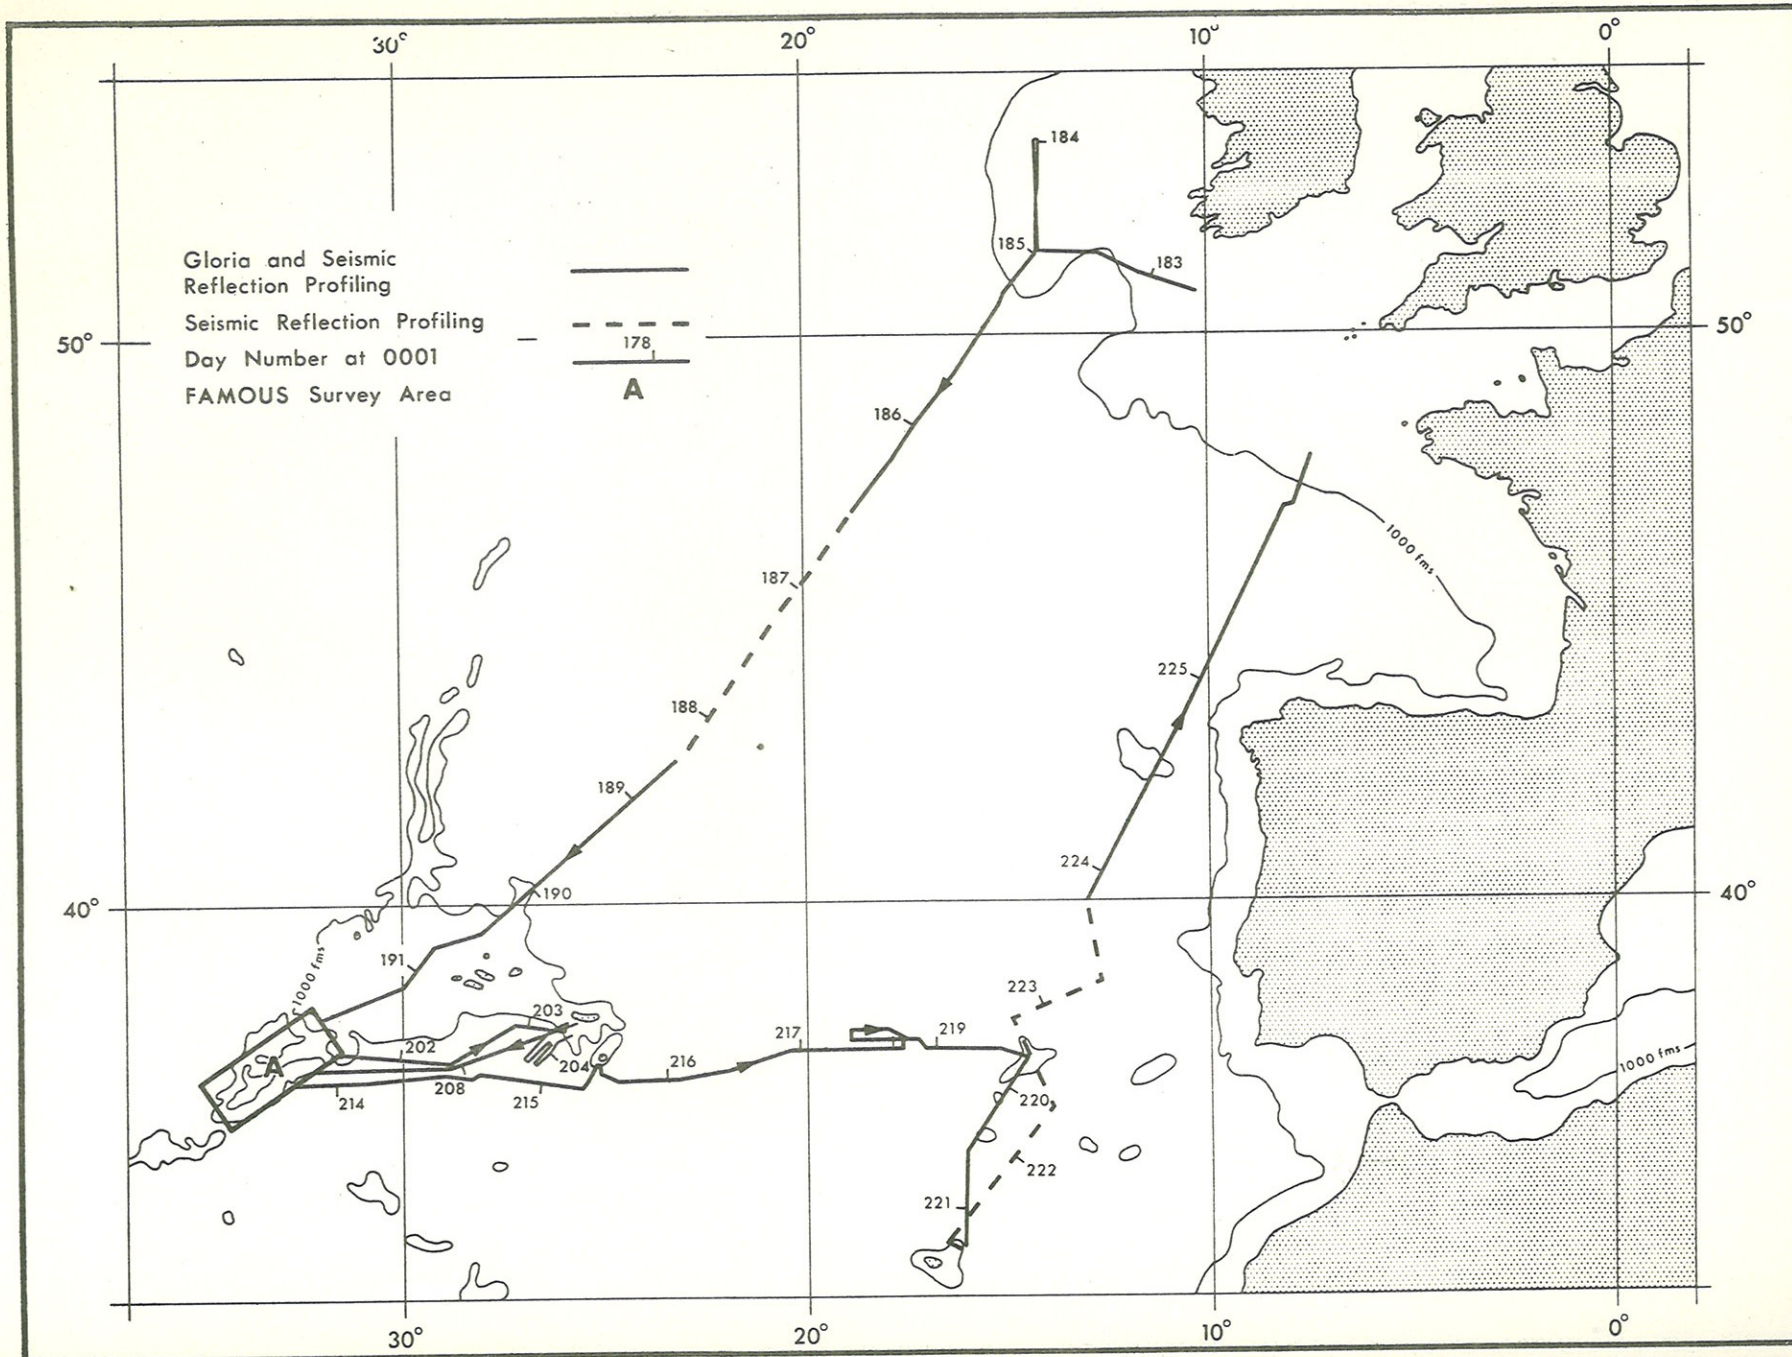 30° 20° 10° 0°
184
185
183
Gloria and Seismic
Reflection Profiling
Seismic Reflection Profiling
Day Number at 0001
178
FAMOUS Survey Area
A
50° 50°
186
1000 fms
187
225
188
189
224
190
40° 40°
191
1000 fms
223
203
217
219
202
A
204
216
1000 fms
208
214
215
220
222
221
30° 20° 10° 0°